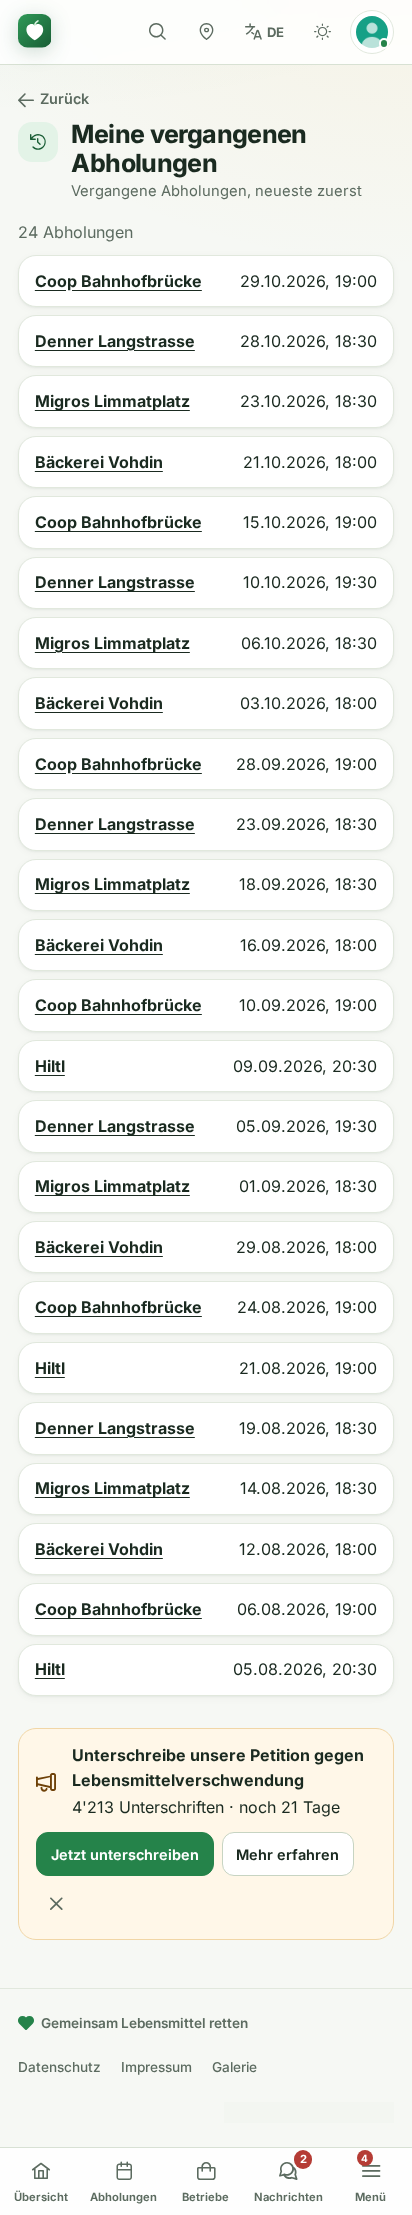 DE
Zurück
Meine vergangenen
Abholungen
Vergangene Abholungen, neueste zuerst
24 Abholungen
Coop Bahnhofbrücke 29.10.2026, 19:00
Denner Langstrasse 28.10.2026, 18:30
Migros Limmatplatz 23.10.2026, 18:30
Bäckerei Vohdin 21.10.2026, 18:00
Coop Bahnhofbrücke 15.10.2026, 19:00
Denner Langstrasse 10.10.2026, 19:30
Migros Limmatplatz 06.10.2026, 18:30
Bäckerei Vohdin 03.10.2026, 18:00
Coop Bahnhofbrücke 28.09.2026, 19:00
Denner Langstrasse 23.09.2026, 18:30
Migros Limmatplatz 18.09.2026, 18:30
Bäckerei Vohdin 16.09.2026, 18:00
Coop Bahnhofbrücke 10.09.2026, 19:00
Hiltl 09.09.2026, 20:30
Denner Langstrasse 05.09.2026, 19:30
Migros Limmatplatz 01.09.2026, 18:30
Bäckerei Vohdin 29.08.2026, 18:00
Coop Bahnhofbrücke 24.08.2026, 19:00
Hiltl 21.08.2026, 19:00
Denner Langstrasse 19.08.2026, 18:30
Migros Limmatplatz 14.08.2026, 18:30
Bäckerei Vohdin 12.08.2026, 18:00
Coop Bahnhofbrücke 06.08.2026, 19:00
Hiltl 05.08.2026, 20:30
Unterschreibe unsere Petition gegen
Lebensmittelverschwendung
4'213 Unterschriften · noch 21 Tage
Jetzt unterschreiben Mehr erfahren
Gemeinsam Lebensmittel retten
Datenschutz Impressum Galerie
2 4
Übersicht Abholungen Betriebe Nachrichten Menü